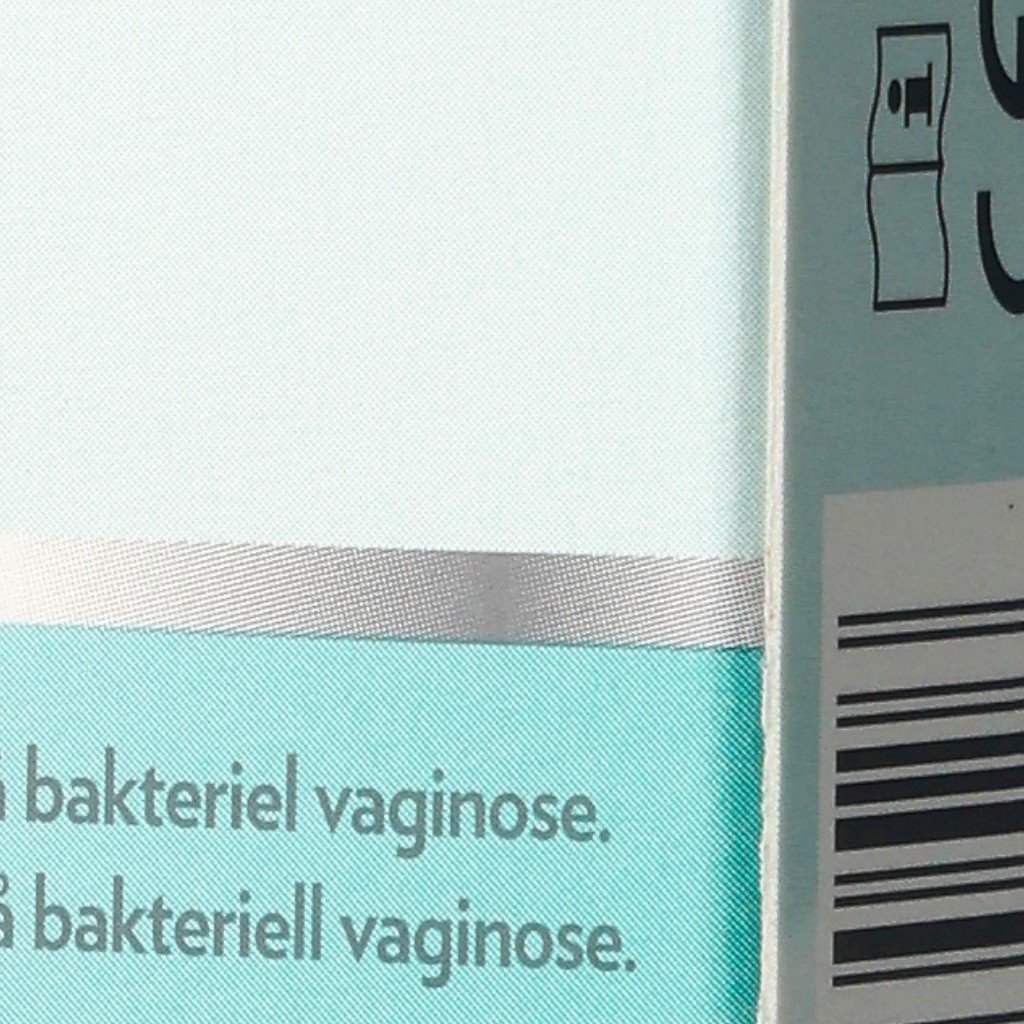 å bakteriel vaginose.
å bakteriell vaginose.